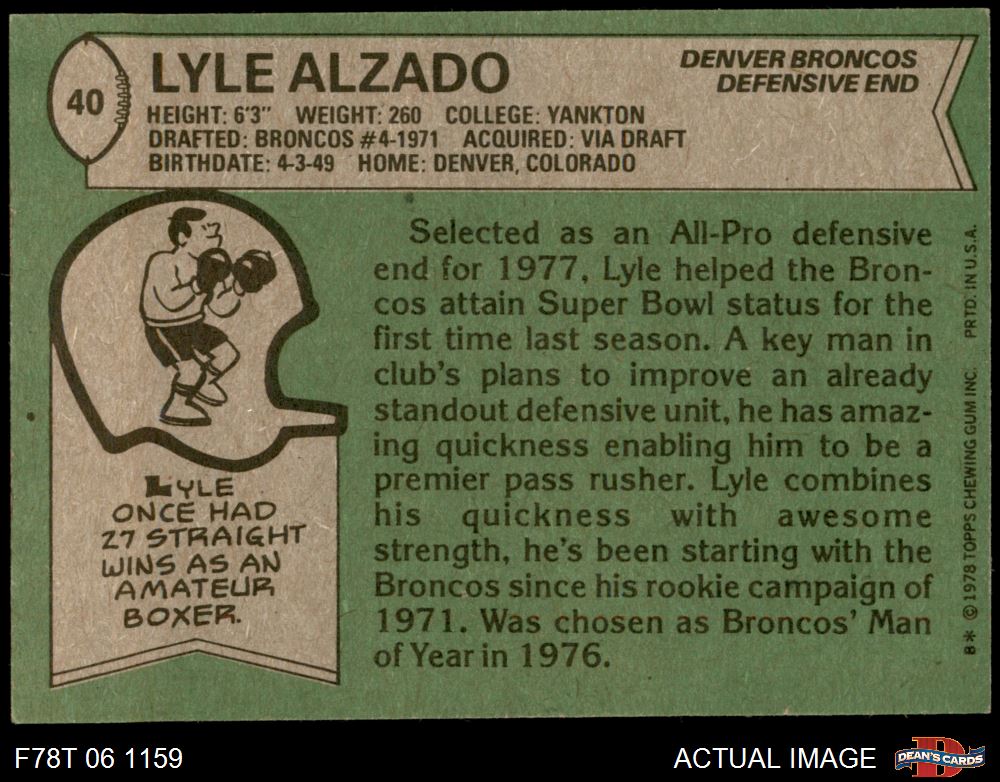 40
LYLE ALZADO
DENVER BRONCOS
DEFENSIVE END
HEIGHT: 6'3" WEIGHT: 260 COLLEGE: YANKTON
DRAFTED: BRONCOS #4-1971 ACQUIRED: VIA DRAFT
BIRTHDATE: 4-3-49 HOME: DENVER, COLORADO
LYLE
ONCE HAD
27 STRAIGHT
WINS AS AN
AMATEUR
BOXER.
Selected as an All-Pro defensive
end for 1977, Lyle helped the Bron-
cos attain Super Bowl status for the
first time last season. A key man in
club's plans to improve an already
standout defensive unit, he has amaz-
ing quickness enabling him to be a
premier pass rusher. Lyle combines
his quickness with awesome
strength, he's been starting with the
Broncos since his rookie campaign of
1971. Was chosen as Broncos' Man
of Year in 1976.
8* © 1978 TOPPS CHEWING GUM INC. PRTD. IN U.S.A.
F78T 06 1159
ACTUAL IMAGE
D
DEAN'S CARDS